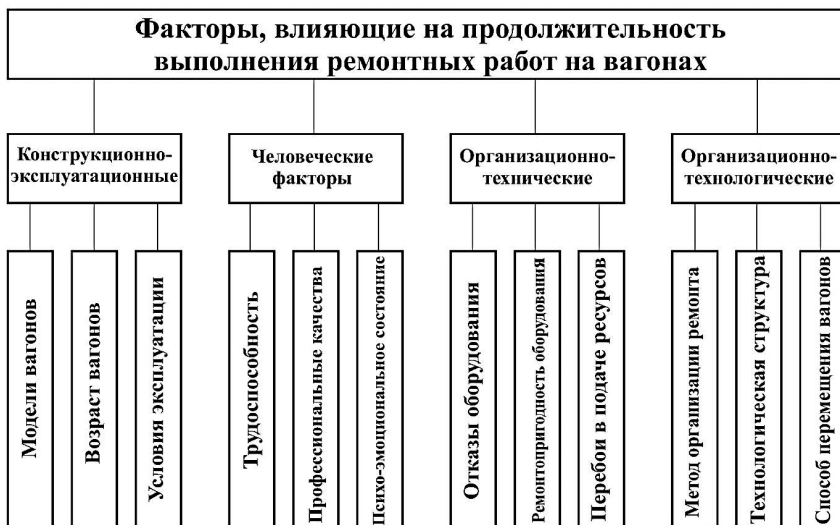 Факторы, влияющие на продолжительность
выполнения ремонтных работ на вагонах
Конструкционно-
эксплуатационные
Человеческие
факторы
Организационно-
технические
Организационно-
технологические
Модели вагонов
Возраст вагонов
Условия эксплуатации
Трудоспособность
Профессиональные качества
Психо-эмоциональное состояние
Отказы оборудования
Ремонтопригодность оборудования
Перебои в подаче ресурсов
Метод организации ремонта
Технологическая структура
Способ перемещения вагонов